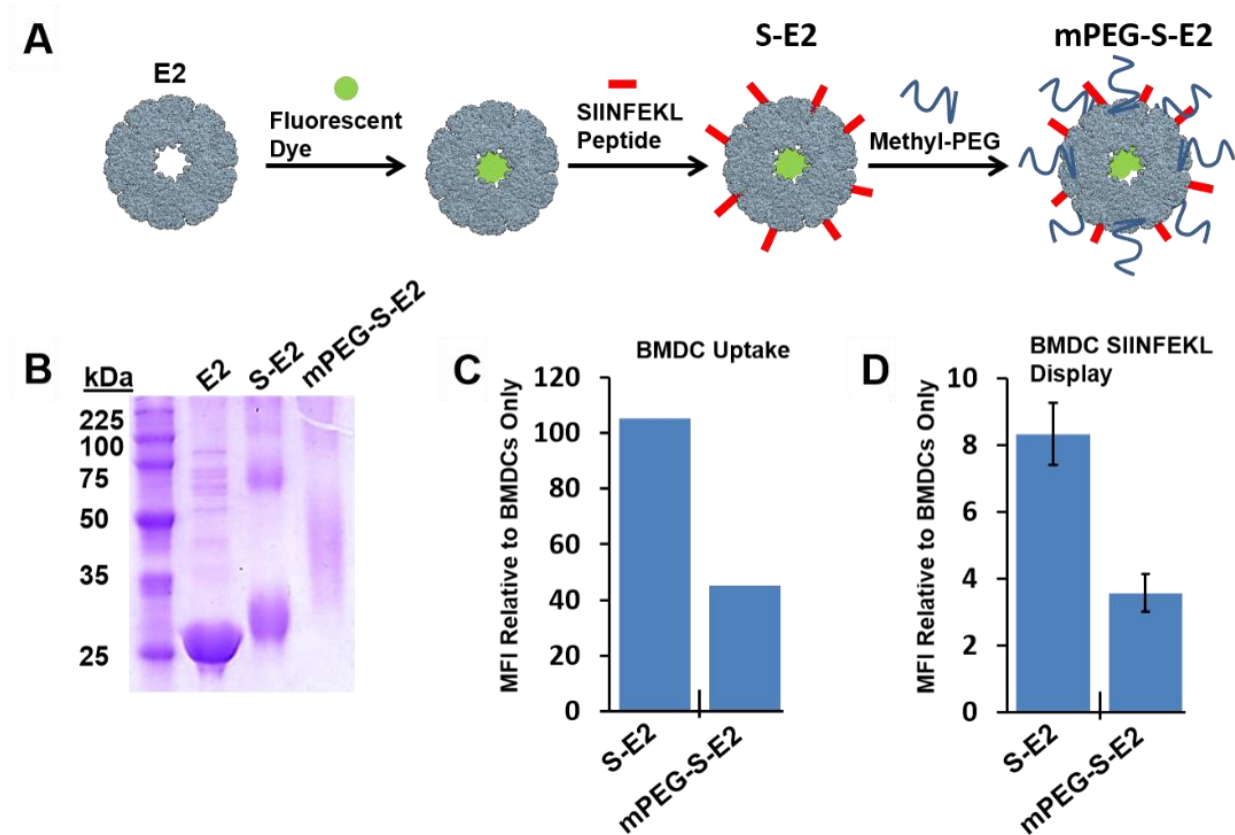 A
E2
Fluorescent
Dye
SIINFEKL
Peptide
S-E2
Methyl-PEG
mPEG-S-E2
B
kDa
E2
S-E2
mPEG-S-E2
225
100
75
50
35
25
C
BMDC Uptake
MFI Relative to BMDCs Only
120
100
80
60
40
20
0
S-E2
mPEG-S-E2
D
BMDC SIINFEKL
Display
MFI Relative to BMDCs Only
10
8
6
4
2
0
S-E2
mPEG-S-E2